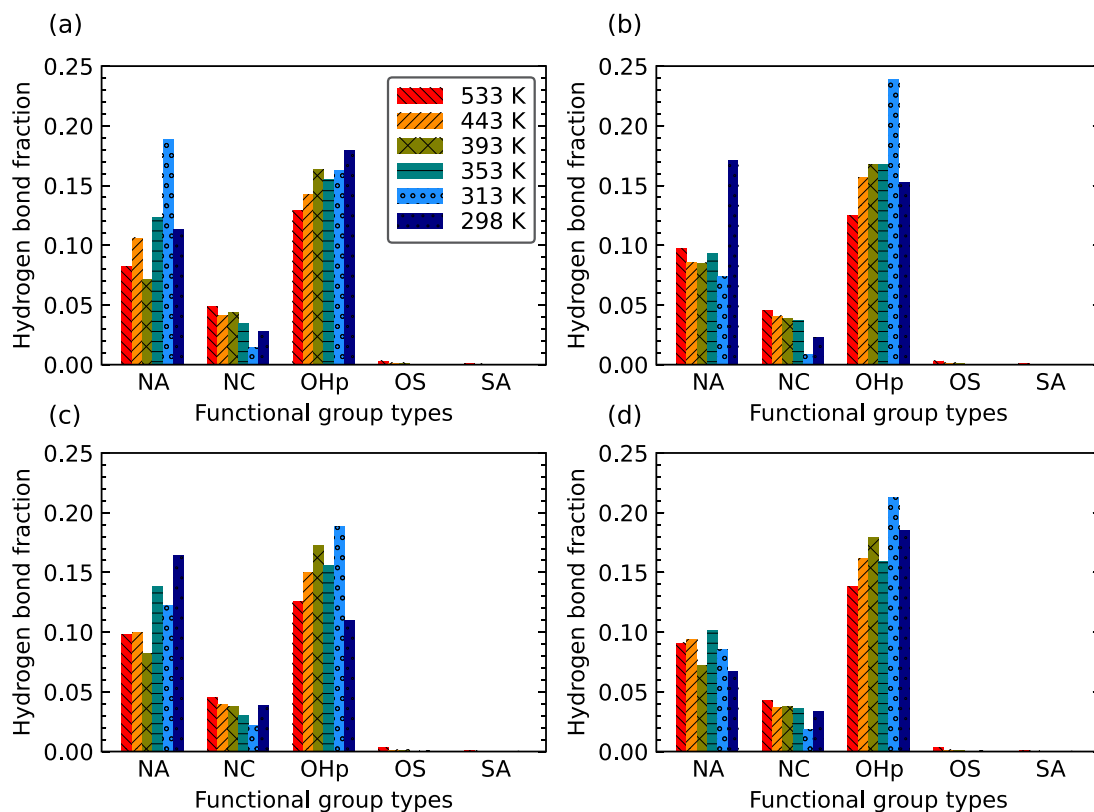 (a)
Hydrogen bond fraction
0.25
0.20
0.15
0.10
0.05
0.00
533 K
443 K
393 K
353 K
313 K
298 K
NA NC OHp OS SA
Functional group types
(b)
Hydrogen bond fraction
0.25
0.20
0.15
0.10
0.05
0.00
NA NC OHp OS SA
Functional group types
(c)
Hydrogen bond fraction
0.25
0.20
0.15
0.10
0.05
0.00
NA NC OHp OS SA
Functional group types
(d)
Hydrogen bond fraction
0.25
0.20
0.15
0.10
0.05
0.00
NA NC OHp OS SA
Functional group types